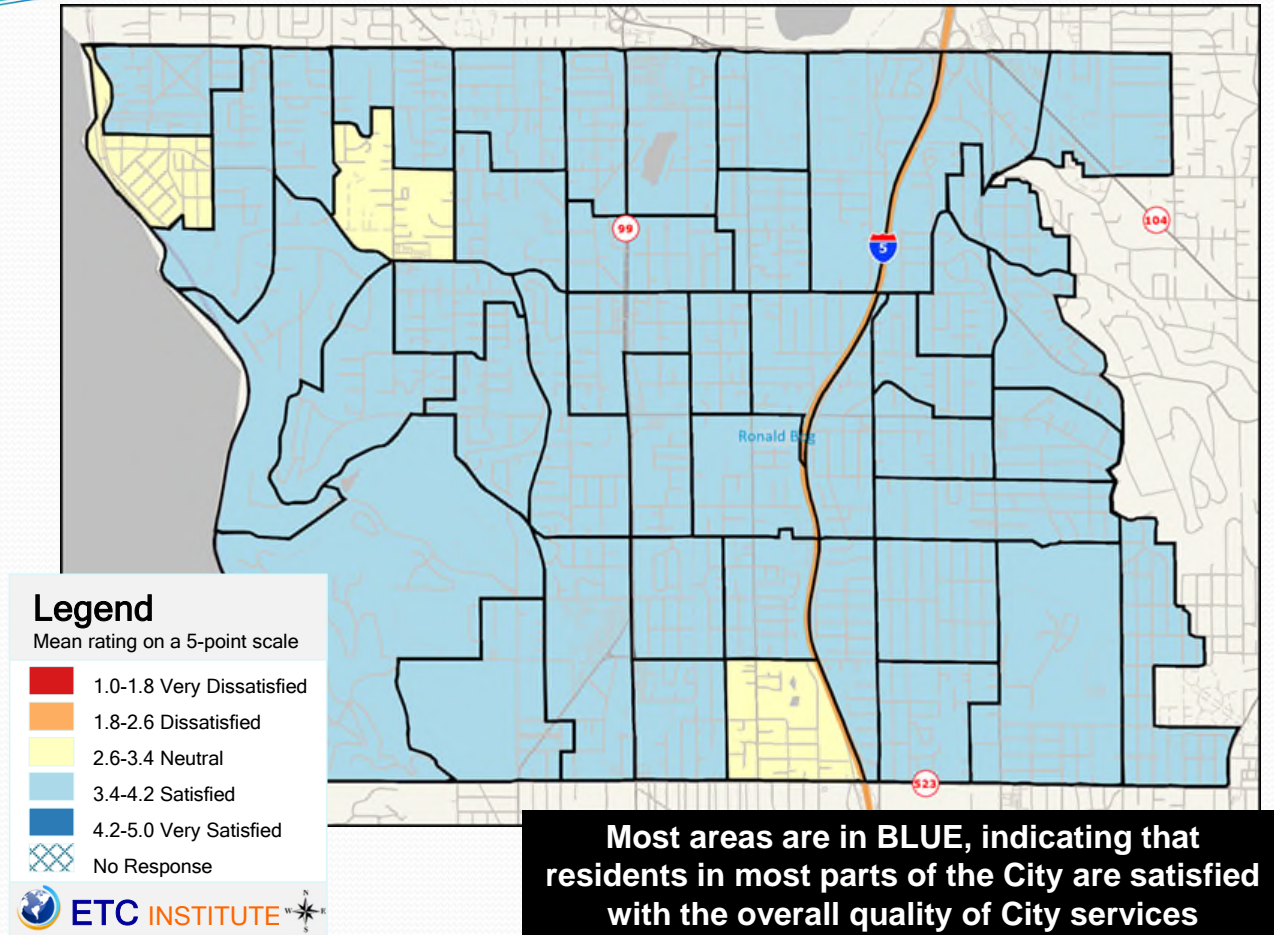 99
5
104
Ronald Bog
523
Legend
Mean rating on a 5-point scale
1.0-1.8 Very Dissatisfied
1.8-2.6 Dissatisfied
2.6-3.4 Neutral
3.4-4.2 Satisfied
4.2-5.0 Very Satisfied
No Response
ETC INSTITUTE
N
W E
S
Most areas are in BLUE, indicating that
residents in most parts of the City are satisfied
with the overall quality of City services